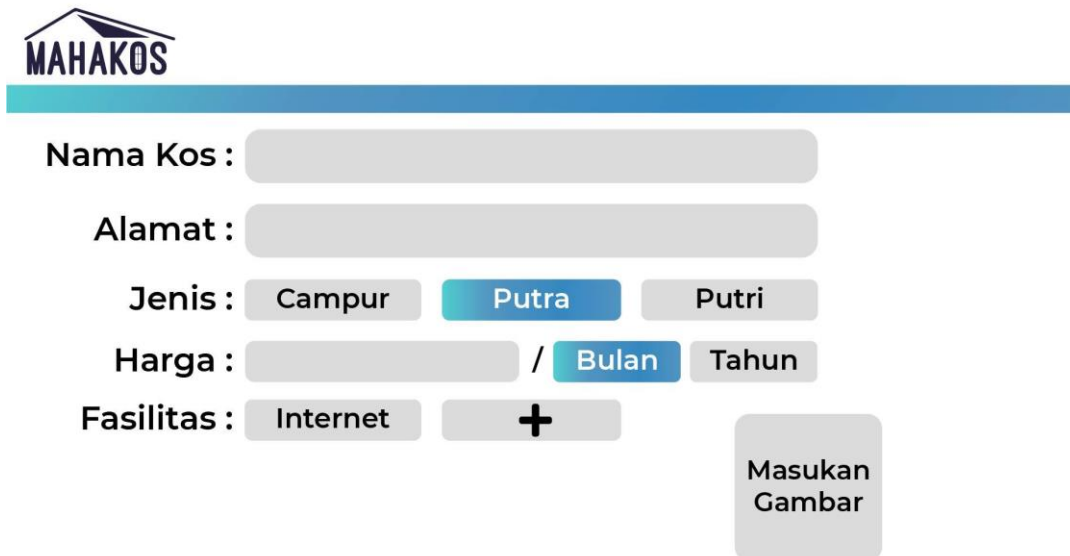 MAHAKOS
Nama Kos :
Alamat :
Jenis : Campur Putra Putri
Harga : / Bulan Tahun
Fasilitas : Internet +
Masukan
Gambar